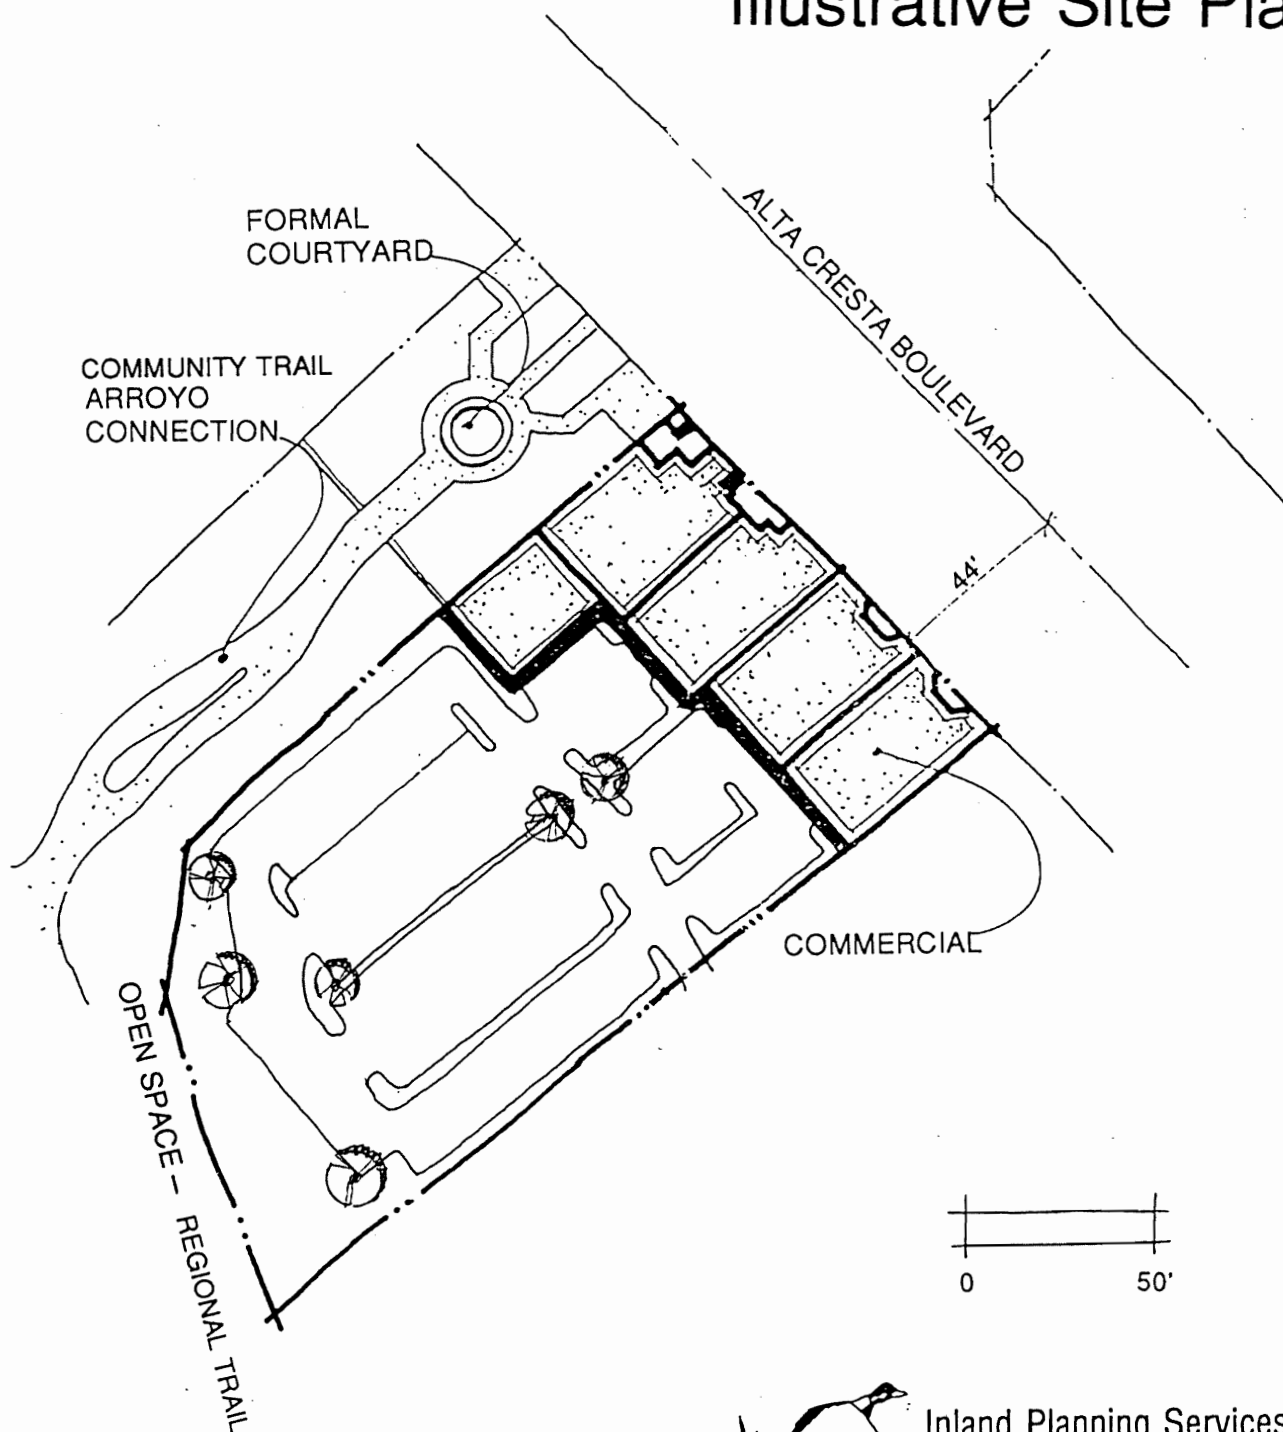 Illustrative Site Pla
ALTA CRESTA BOULEVARD
FORMAL
COURTYARD
COMMUNITY TRAIL
ARROYO
CONNECTION
44'
COMMERCIAL
OPEN SPACE – REGIONAL TRAIL
0 50'
Inland Planning Services